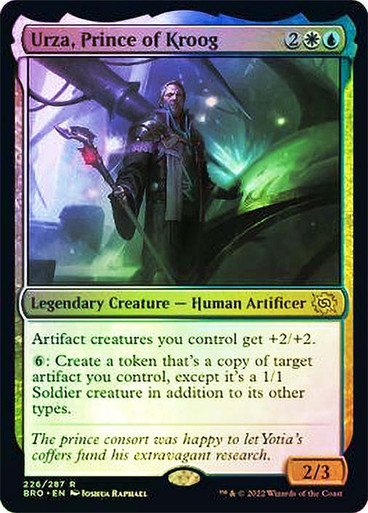 Urza, Prince of Kroog 2
Legendary Creature — Human Artificer
Artifact creatures you control get +2/+2.
6: Create a token that's a copy of target
artifact you control, except it's a 1/1
Soldier creature in addition to its other
types.
The prince consort was happy to let Yotia's
coffers fund his extravagant research.
2/3
226/287 R
BRO • EN Joshua Raphael
™ & © 2022 Wizards of the Coast